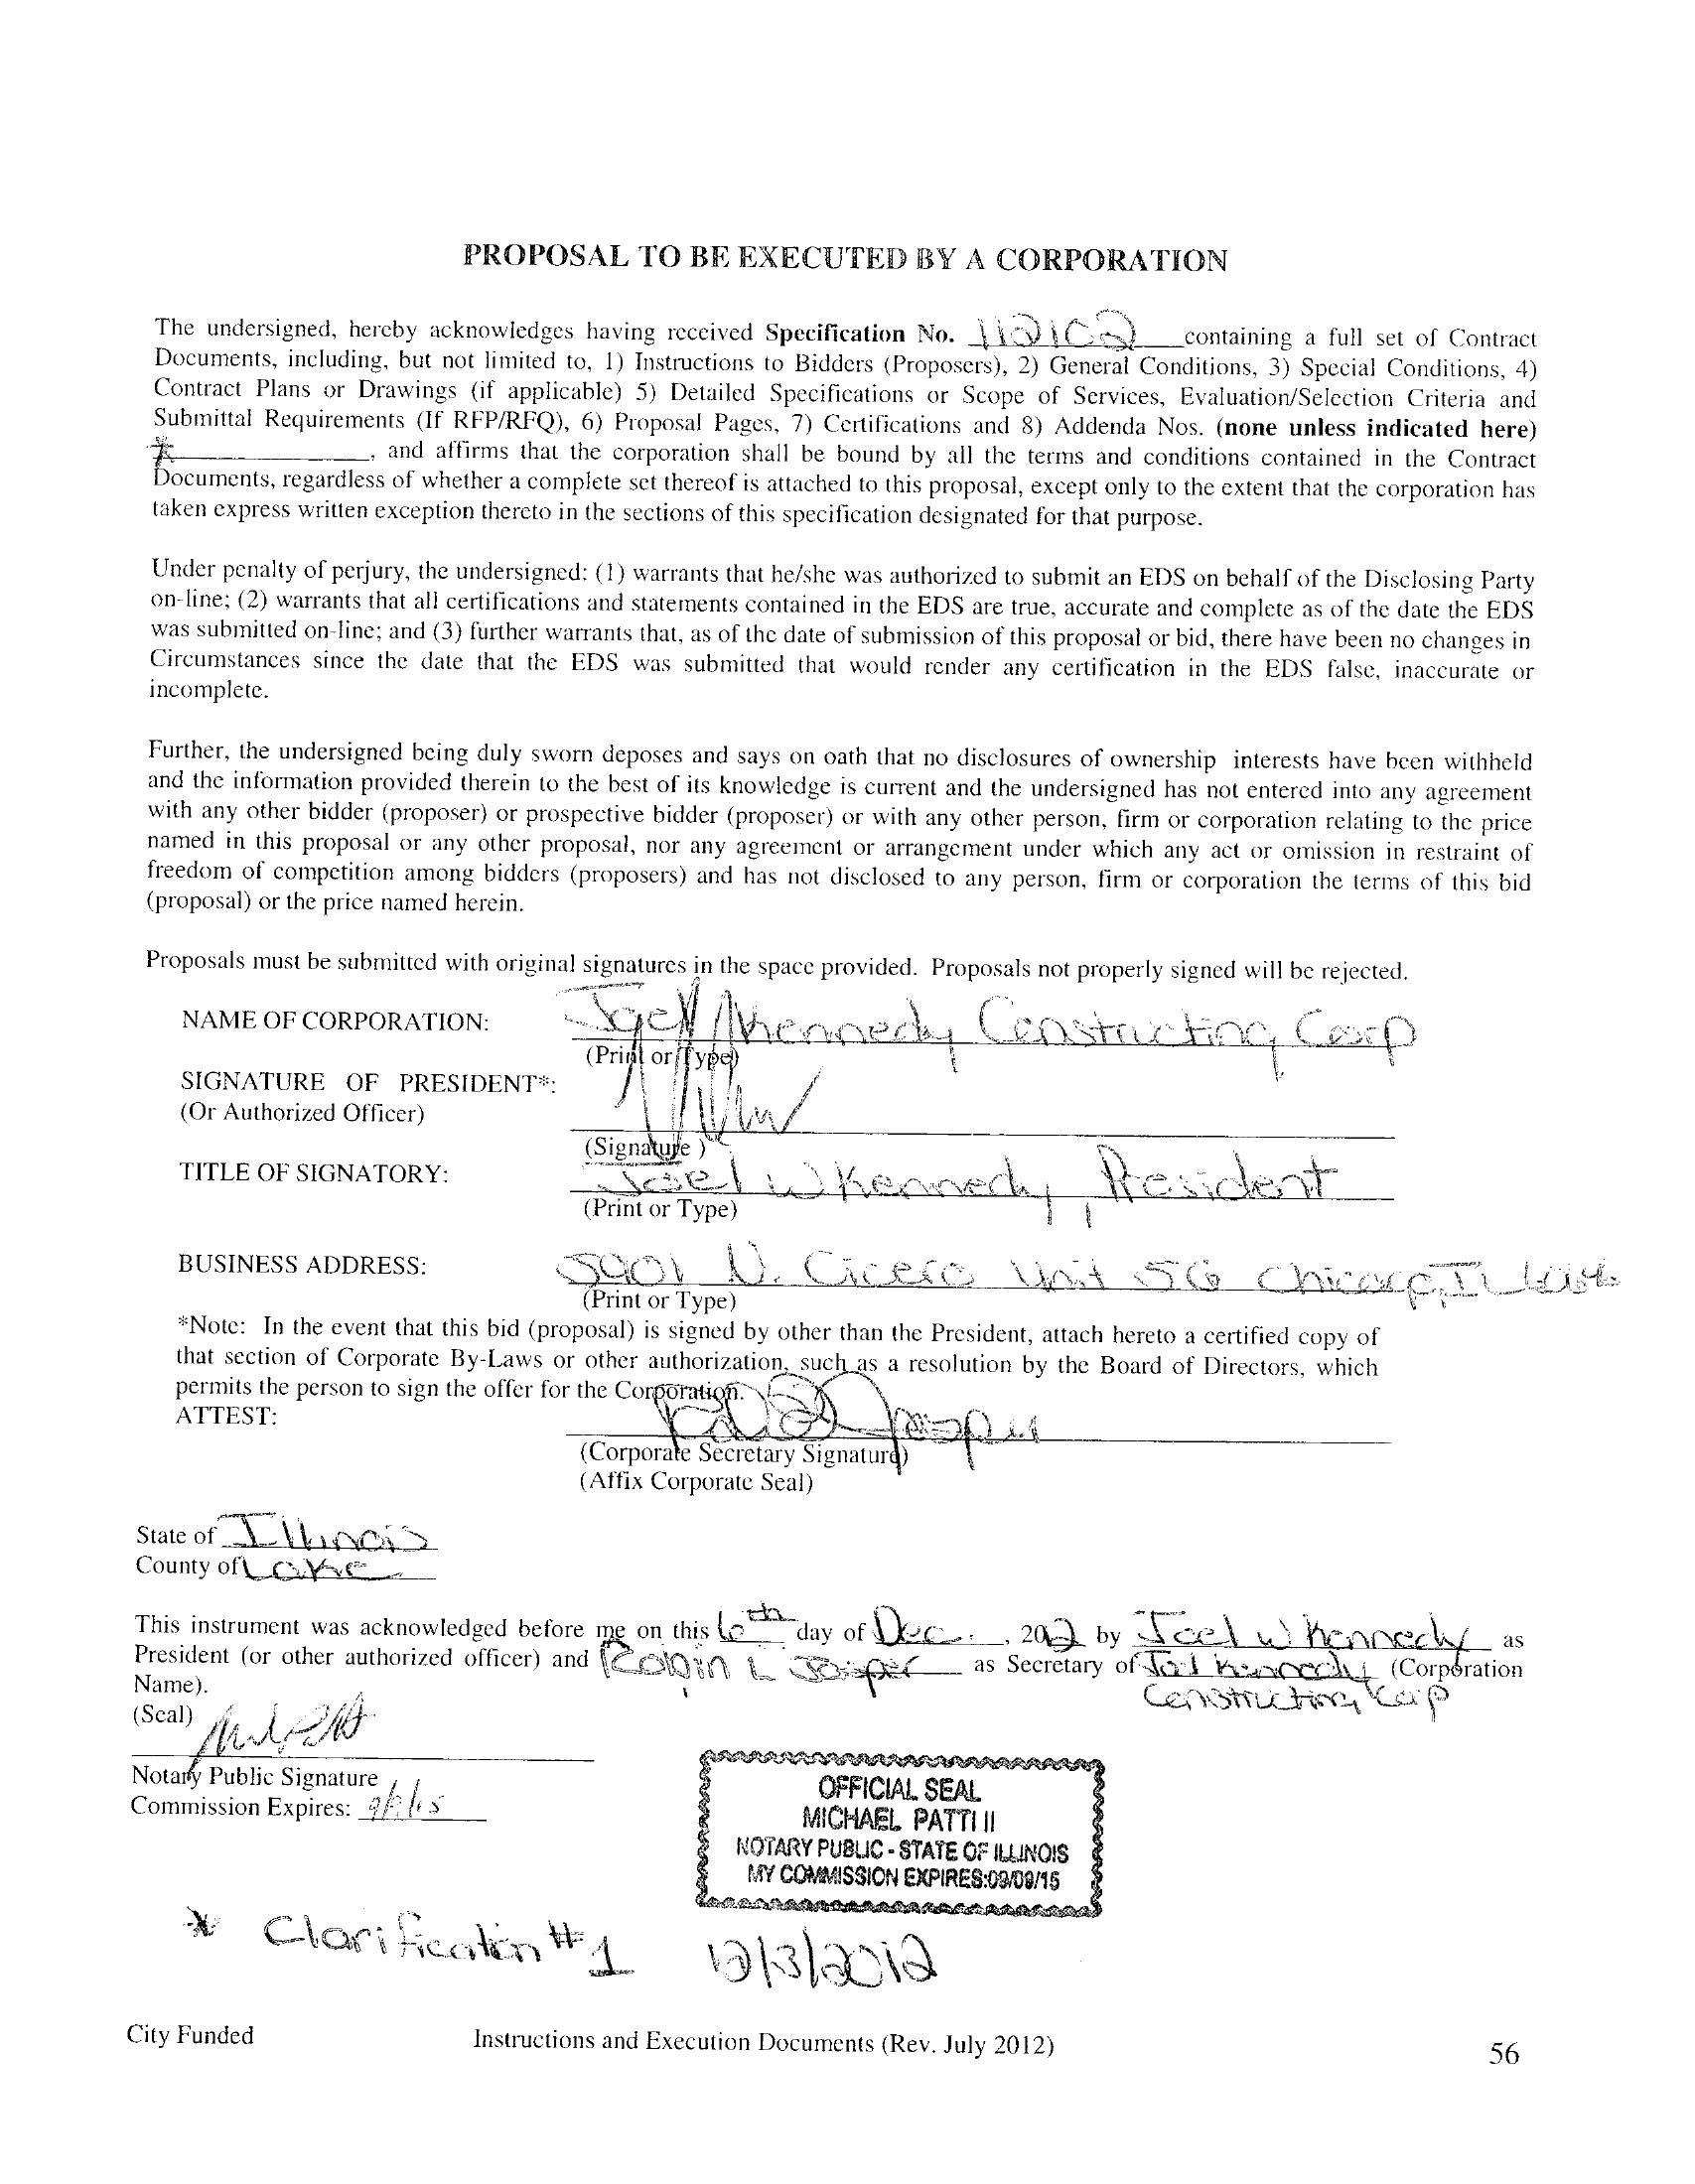 PROPOSAL TO BE EXECUTED BY A CORPORATION
The undersigned, hereby acknowledges having received Specification No. 112102 containing a full set of Contract
Documents, including, but not limited to, 1) Instructions to Bidders (Proposers), 2) General Conditions, 3) Special Conditions, 4)
Contract Plans or Drawings (if applicable) 5) Detailed Specifications or Scope of Services, Evaluation/Selection Criteria and
Submittal Requirements (If RFP/RFQ), 6) Proposal Pages, 7) Certifications and 8) Addenda Nos. (none unless indicated here)
* , and affirms that the corporation shall be bound by all the terms and conditions contained in the Contract
Documents, regardless of whether a complete set thereof is attached to this proposal, except only to the extent that the corporation has
taken express written exception thereto in the sections of this specification designated for that purpose.
Under penalty of perjury, the undersigned: (1) warrants that he/she was authorized to submit an EDS on behalf of the Disclosing Party
on-line; (2) warrants that all certifications and statements contained in the EDS are true, accurate and complete as of the date the EDS
was submitted on-line; and (3) further warrants that, as of the date of submission of this proposal or bid, there have been no changes in
Circumstances since the date that the EDS was submitted that would render any certification in the EDS false, inaccurate or
incomplete.
Further, the undersigned being duly sworn deposes and says on oath that no disclosures of ownership interests have been withheld
and the information provided therein to the best of its knowledge is current and the undersigned has not entered into any agreement
with any other bidder (proposer) or prospective bidder (proposer) or with any other person, firm or corporation relating to the price
named in this proposal or any other proposal, nor any agreement or arrangement under which any act or omission in restraint of
freedom of competition among bidders (proposers) and has not disclosed to any person, firm or corporation the terms of this bid
(proposal) or the price named herein.
Proposals must be submitted with original signatures in the space provided. Proposals not properly signed will be rejected.
NAME OF CORPORATION: Joel Kennedy Constructing Corp
(Print or Type)
SIGNATURE OF PRESIDENT*:
(Or Authorized Officer)
(Signature )
TITLE OF SIGNATORY: Joel W Kennedy, President
(Print or Type)
BUSINESS ADDRESS: 5901 N. Cicero Unit 5G Chicago, IL
(Print or Type)
*Note: In the event that this bid (proposal) is signed by other than the President, attach hereto a certified copy of
that section of Corporate By-Laws or other authorization, such as a resolution by the Board of Directors, which
permits the person to sign the offer for the Corporation.
ATTEST:
(Corporate Secretary Signature)
(Affix Corporate Seal)
State of Illinois
County of Lake
This instrument was acknowledged before me on this 6th day of Dec. , 2012 by Joel W Kennedy as
President (or other authorized officer) and Robin L Jasper as Secretary of Joel Kennedy (Corporation
Constructing Corp
Name).
(Seal)
Notary Public Signature
Commission Expires: 9/9/15
OFFICIAL SEAL
MICHAEL PATTI II
NOTARY PUBLIC - STATE OF ILLINOIS
MY COMMISSION EXPIRES:09/09/15
* Clarification #1 12/3/2012
City Funded Instructions and Execution Documents (Rev. July 2012) 56